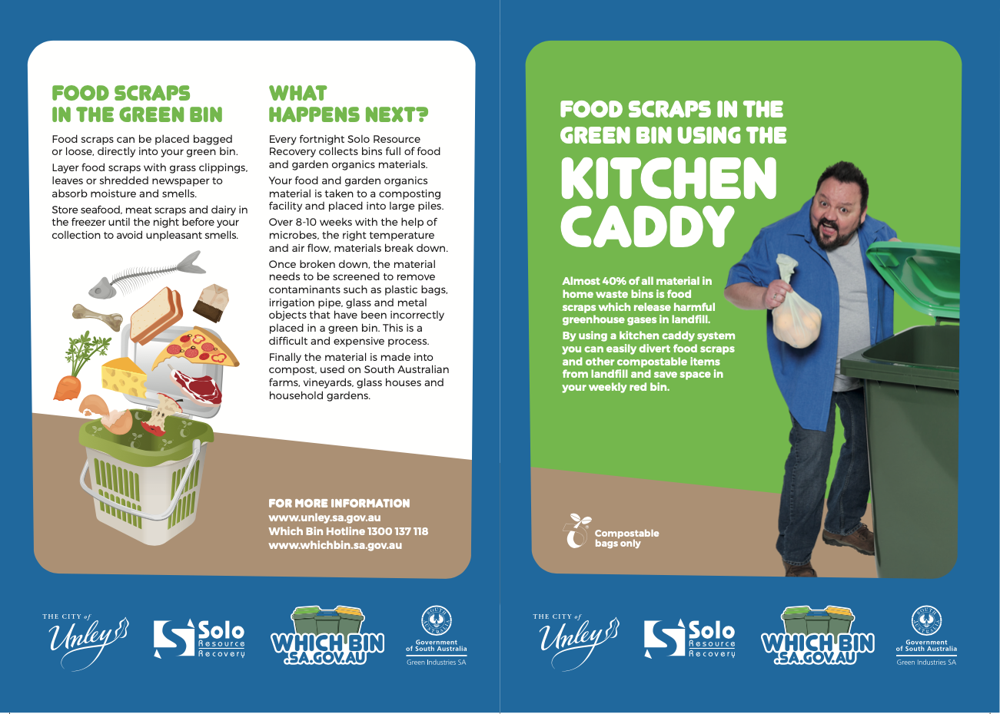 FOOD SCRAPS
IN THE GREEN BIN
Food scraps can be placed bagged
or loose, directly into your green bin.
Layer food scraps with grass clippings,
leaves or shredded newspaper to
absorb moisture and smells.
Store seafood, meat scraps and dairy in
the freezer until the night before your
collection to avoid unpleasant smells.
WHAT
HAPPENS NEXT?
Every fortnight Solo Resource
Recovery collects bins full of food
and garden organics materials.
Your food and garden organics
material is taken to a composting
facility and placed into large piles.
Over 8-10 weeks with the help of
microbes, the right temperature
and air flow, materials break down.
Once broken down, the material
needs to be screened to remove
contaminants such as plastic bags,
irrigation pipe, glass and metal
objects that have been incorrectly
placed in a green bin. This is a
difficult and expensive process.
Finally the material is made into
compost, used on South Australian
farms, vineyards, glass houses and
household gardens.
FOR MORE INFORMATION
www.unley.sa.gov.au
Which Bin Hotline 1300 137 118
www.whichbin.sa.gov.au
THE CITY of
Unley
Solo
Resource
Recovery
WHICH BIN
.SA.GOV.AU
SOUTH AUSTRALIA
Government
of South Australia
Green Industries SA
FOOD SCRAPS IN THE
GREEN BIN USING THE
KITCHEN
CADDY
Almost 40% of all material in
home waste bins is food
scraps which release harmful
greenhouse gases in landfill.
By using a kitchen caddy system
you can easily divert food scraps
and other compostable items
from landfill and save space in
your weekly red bin.
Compostable
bags only
THE CITY of
Unley
Solo
Resource
Recovery
WHICH BIN
.SA.GOV.AU
SOUTH AUSTRALIA
Government
of South Australia
Green Industries SA